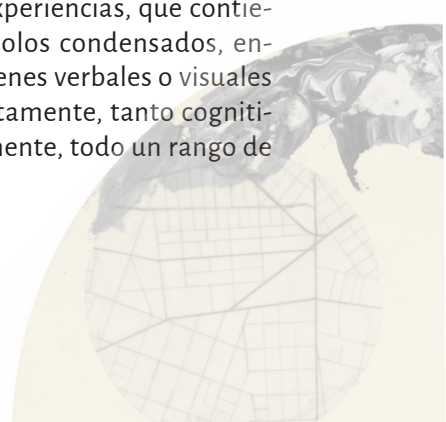 xperiencias, que contie-
olos condensados, en-
enes verbales o visuales
tamente, tanto cogniti-
nente, todo un rango de